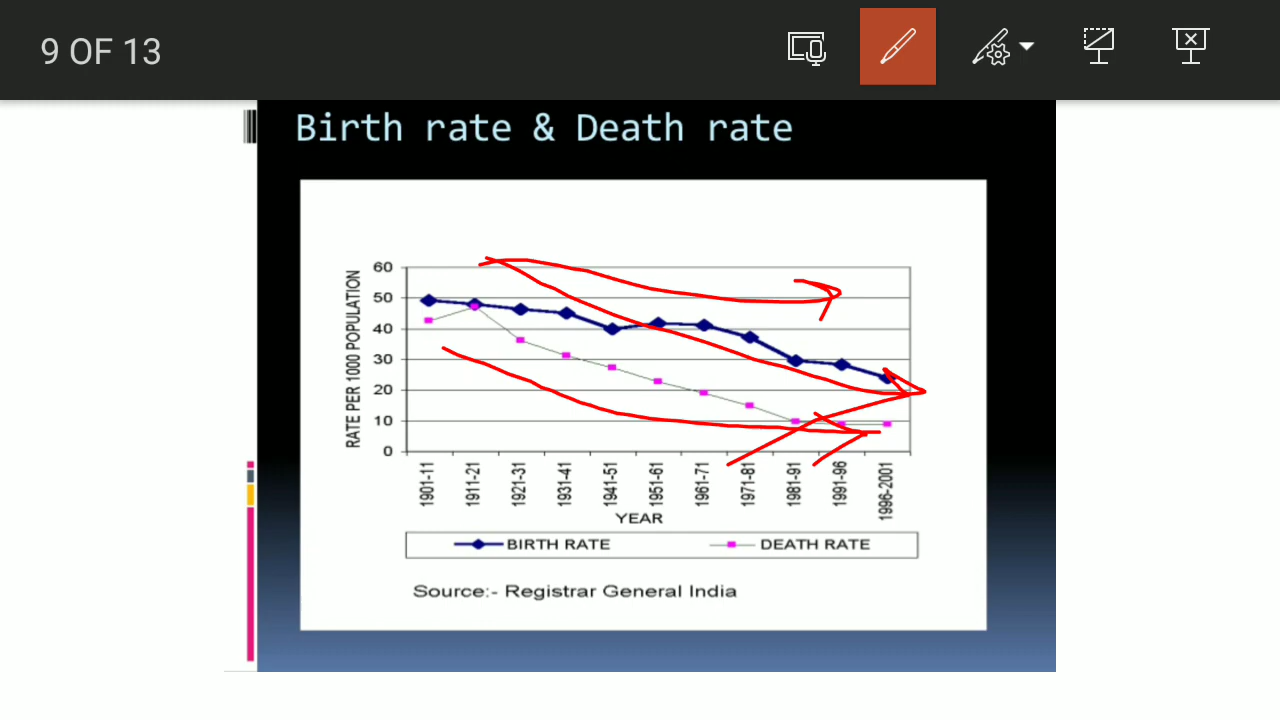 9 OF 13
Birth rate & Death rate
RATE PER 1000 POPULATION
60
50
40
30
20
10
0
1901-11
1911-21
1921-31
1931-41
1941-51
1951-61
1961-71
1971-81
1981-91
1991-96
1996-2001
YEAR
BIRTH RATE
DEATH RATE
Source:- Registrar General India